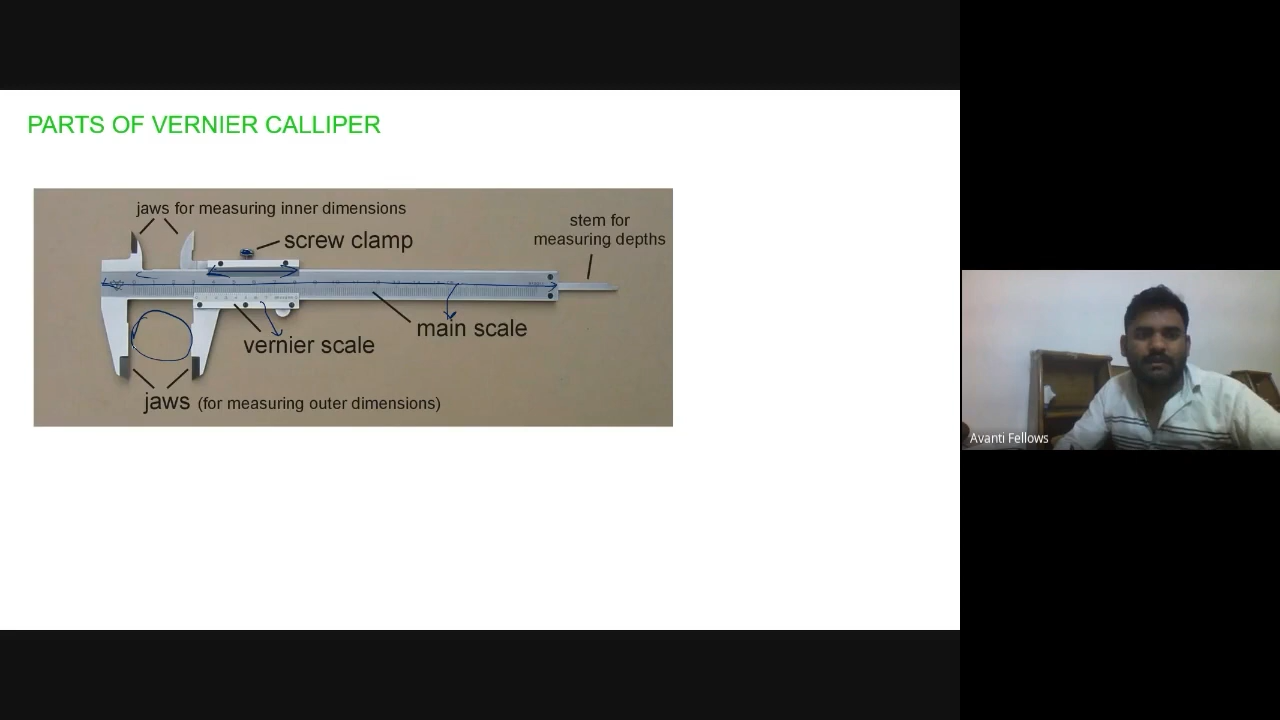 PARTS OF VERNIER CALLIPER
jaws for measuring inner dimensions
screw clamp
stem for
measuring depths
main scale
vernier scale
jaws (for measuring outer dimensions)
Avanti Fellows